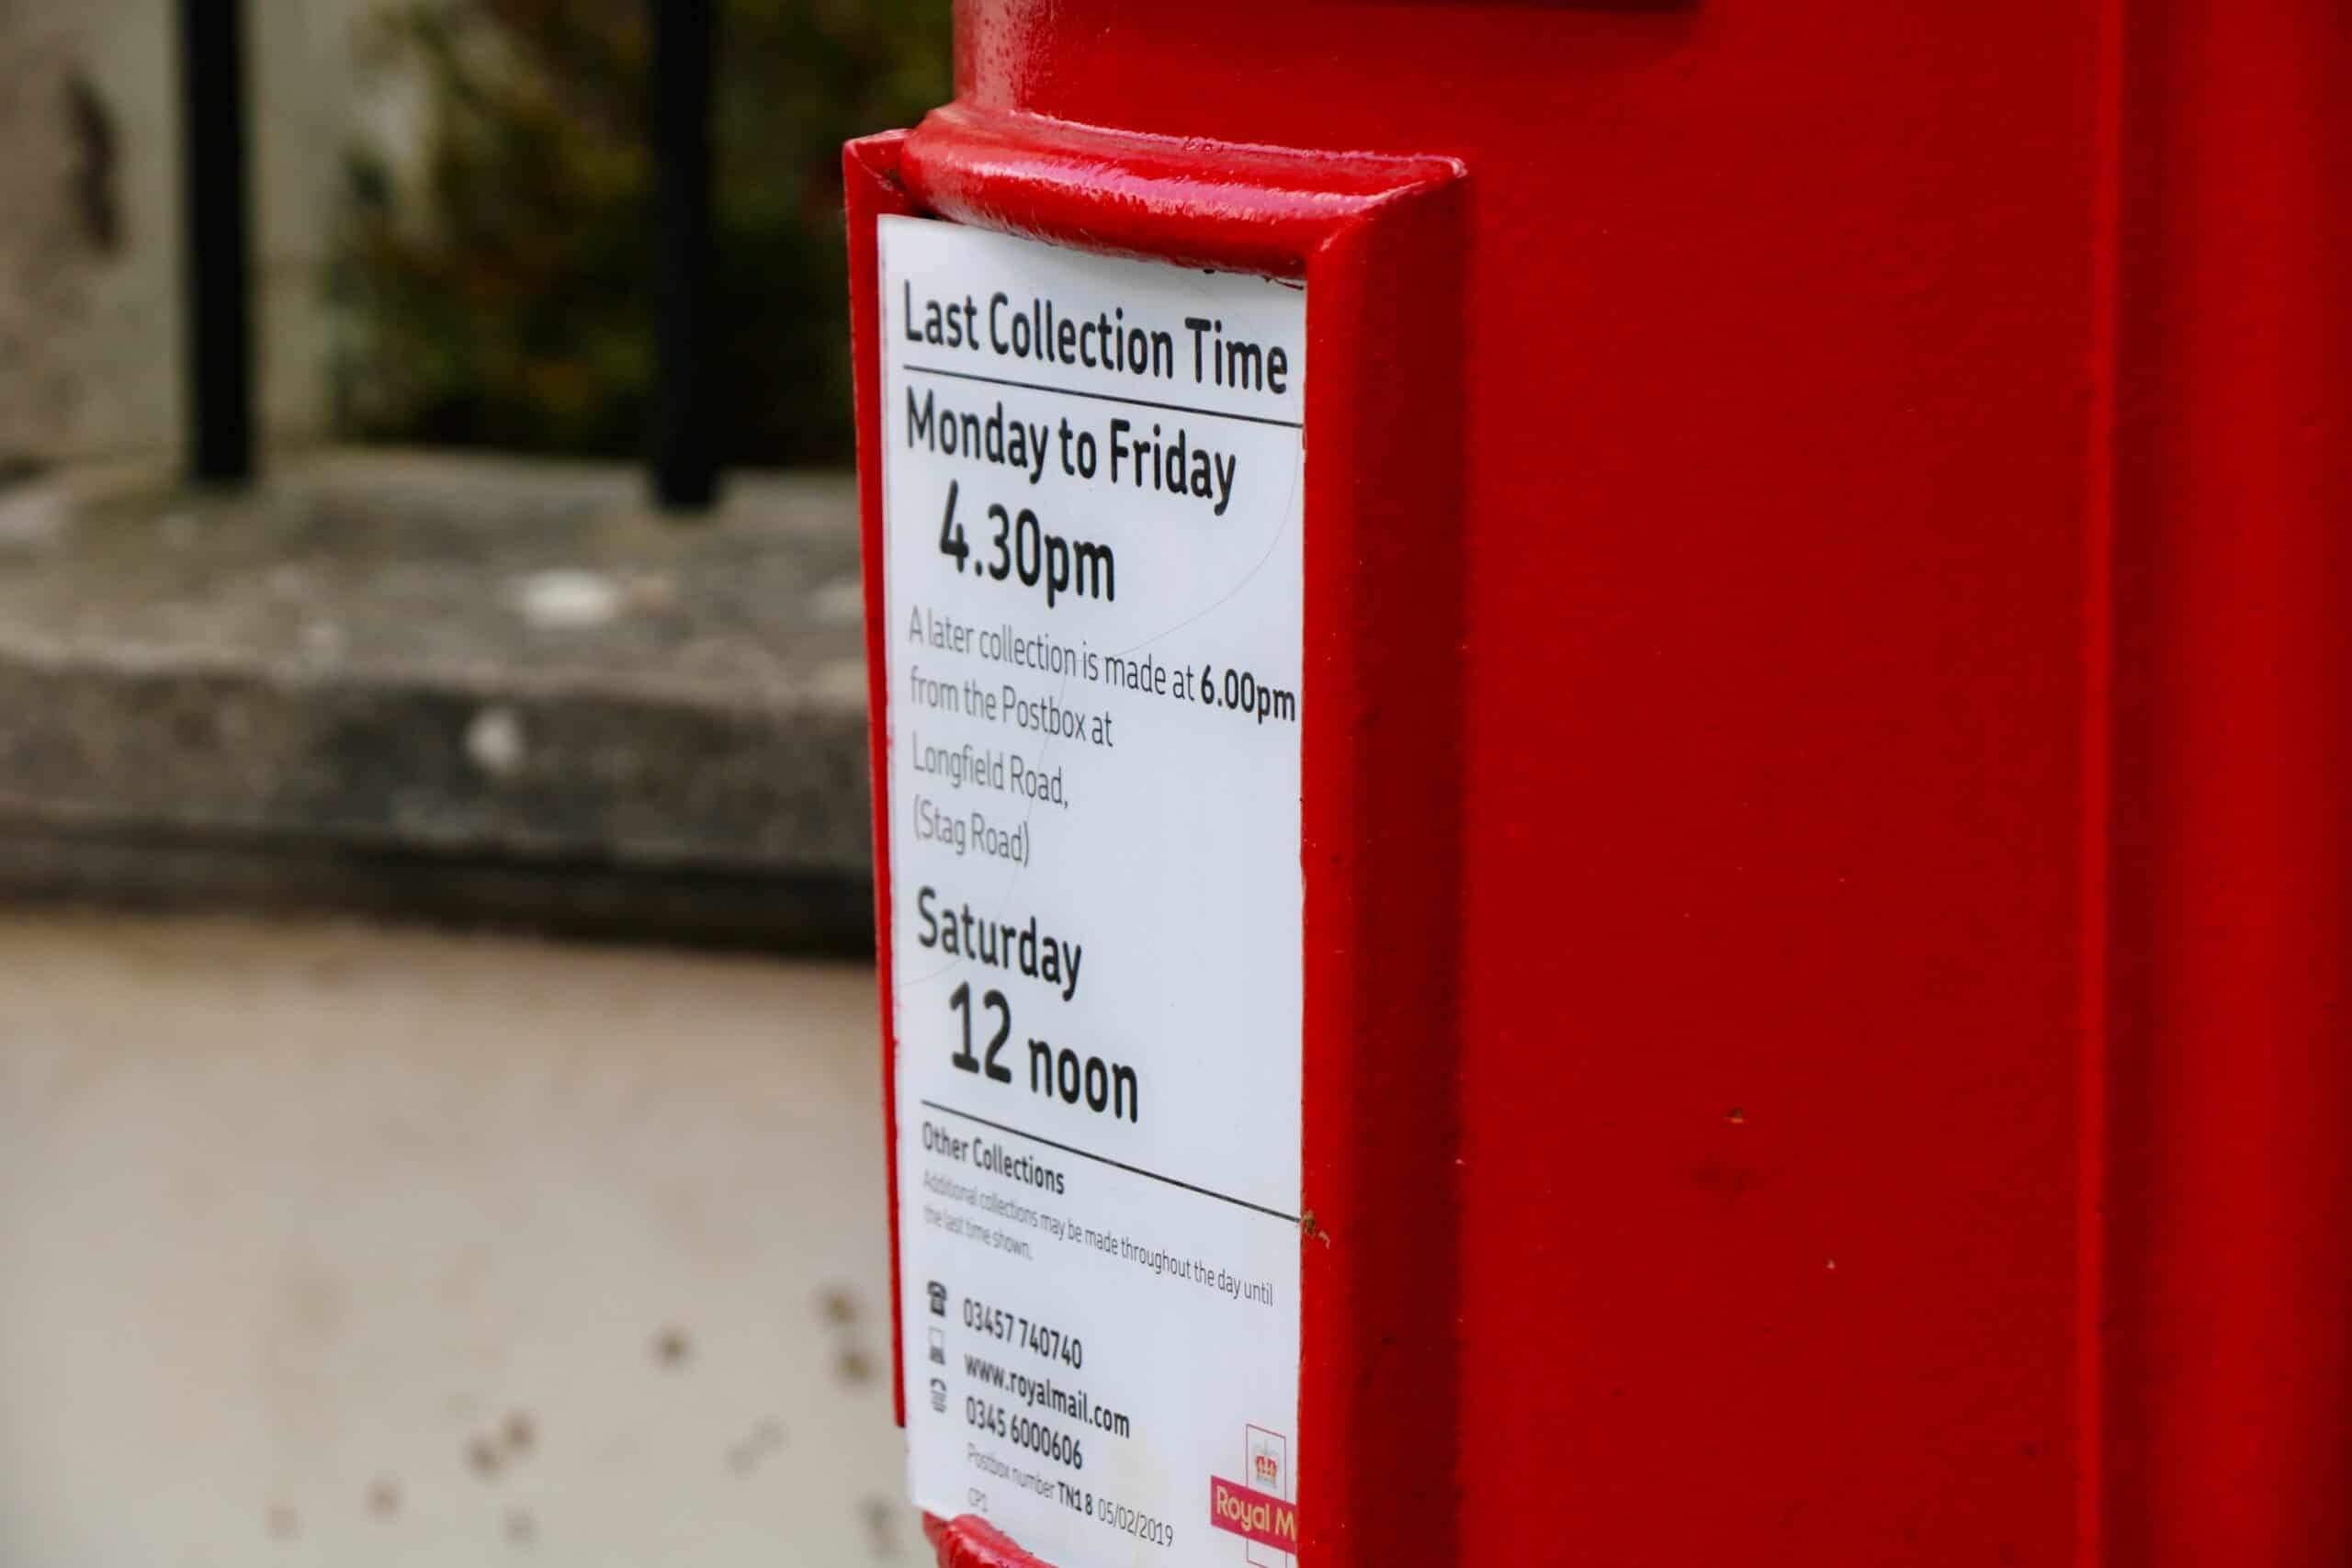 Last Collection Time
Monday to Friday
4.30pm
A later collection is made at 6.00pm
from the Postbox at
Longfield Road,
(Stag Road)
Saturday
12 noon
Other Collections
Additional collections may be made throughout the day until
the last time shown.
03457 740740
www.royalmail.com
0345 6000606
Postbox number TN1 8 05/02/2019
CP1
Royal M